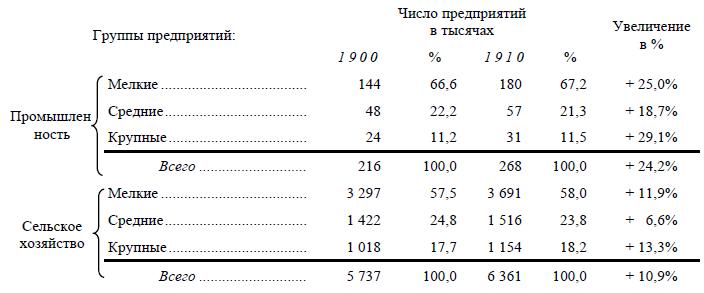 Число предприятий
в тысячах
Увеличение
в %
Группы предприятий:
1900 % 1910 %
Мелкие .................................. 144 66,6 180 67,2 + 25,0%
Средние ................................ 48 22,2 57 21,3 + 18,7%
Промышлен
ность
Крупные ................................ 24 11,2 31 11,5 + 29,1%
Всего ......................... 216 100,0 268 100,0 + 24,2%
Мелкие .................................. 3 297 57,5 3 691 58,0 + 11,9%
Средние ................................ 1 422 24,8 1 516 23,8 + 6,6%
Сельское
хозяйство
Крупные ................................ 1 018 17,7 1 154 18,2 + 13,3%
Всего ......................... 5 737 100,0 6 361 100,0 + 10,9%